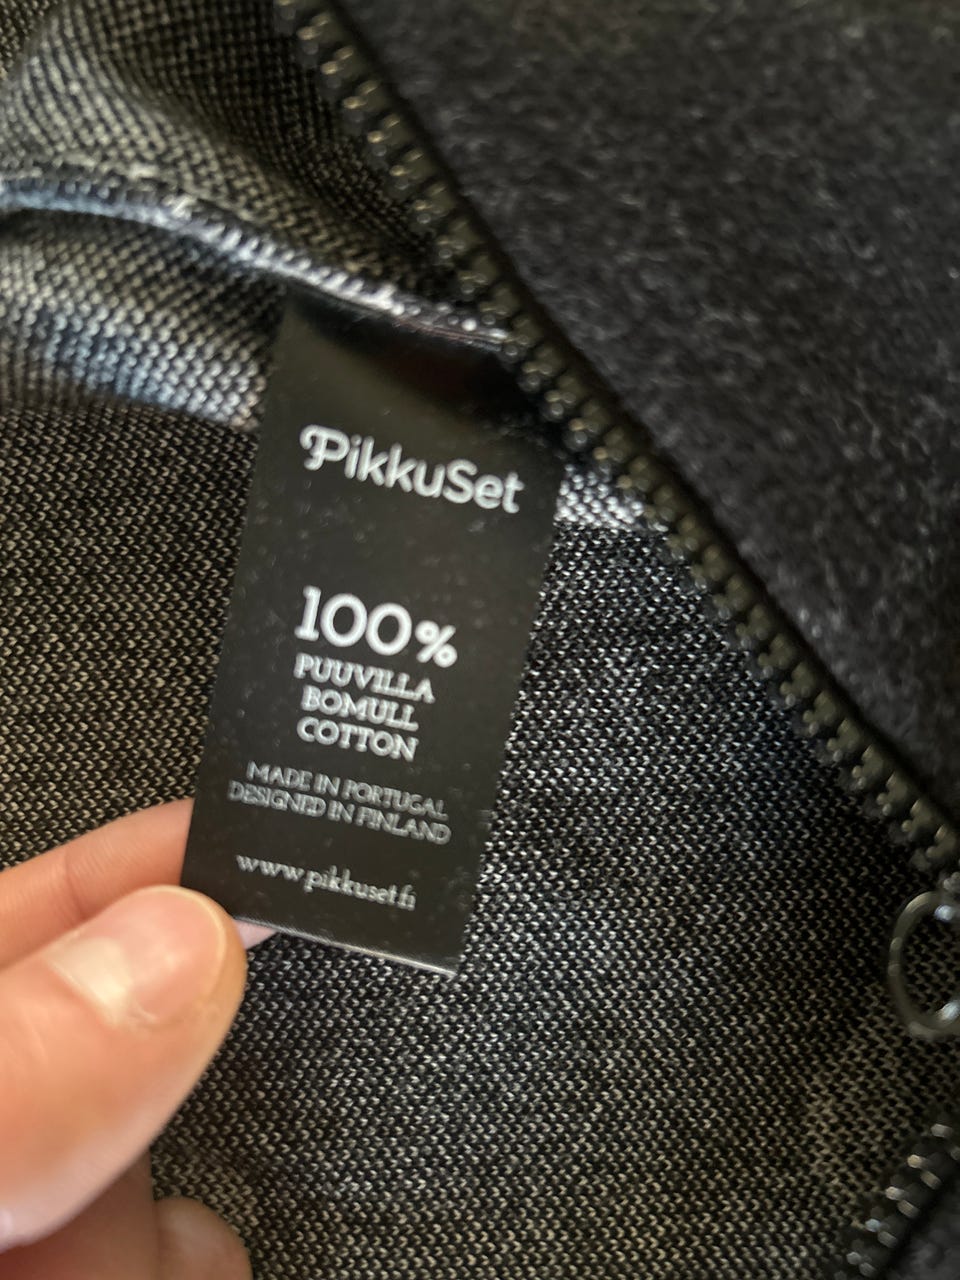 PikkuSet
100%
PUUVILLA
BOMULL
COTTON
MADE IN PORTUGAL
DESIGNED IN FINLAND
www.pikkuset.fi